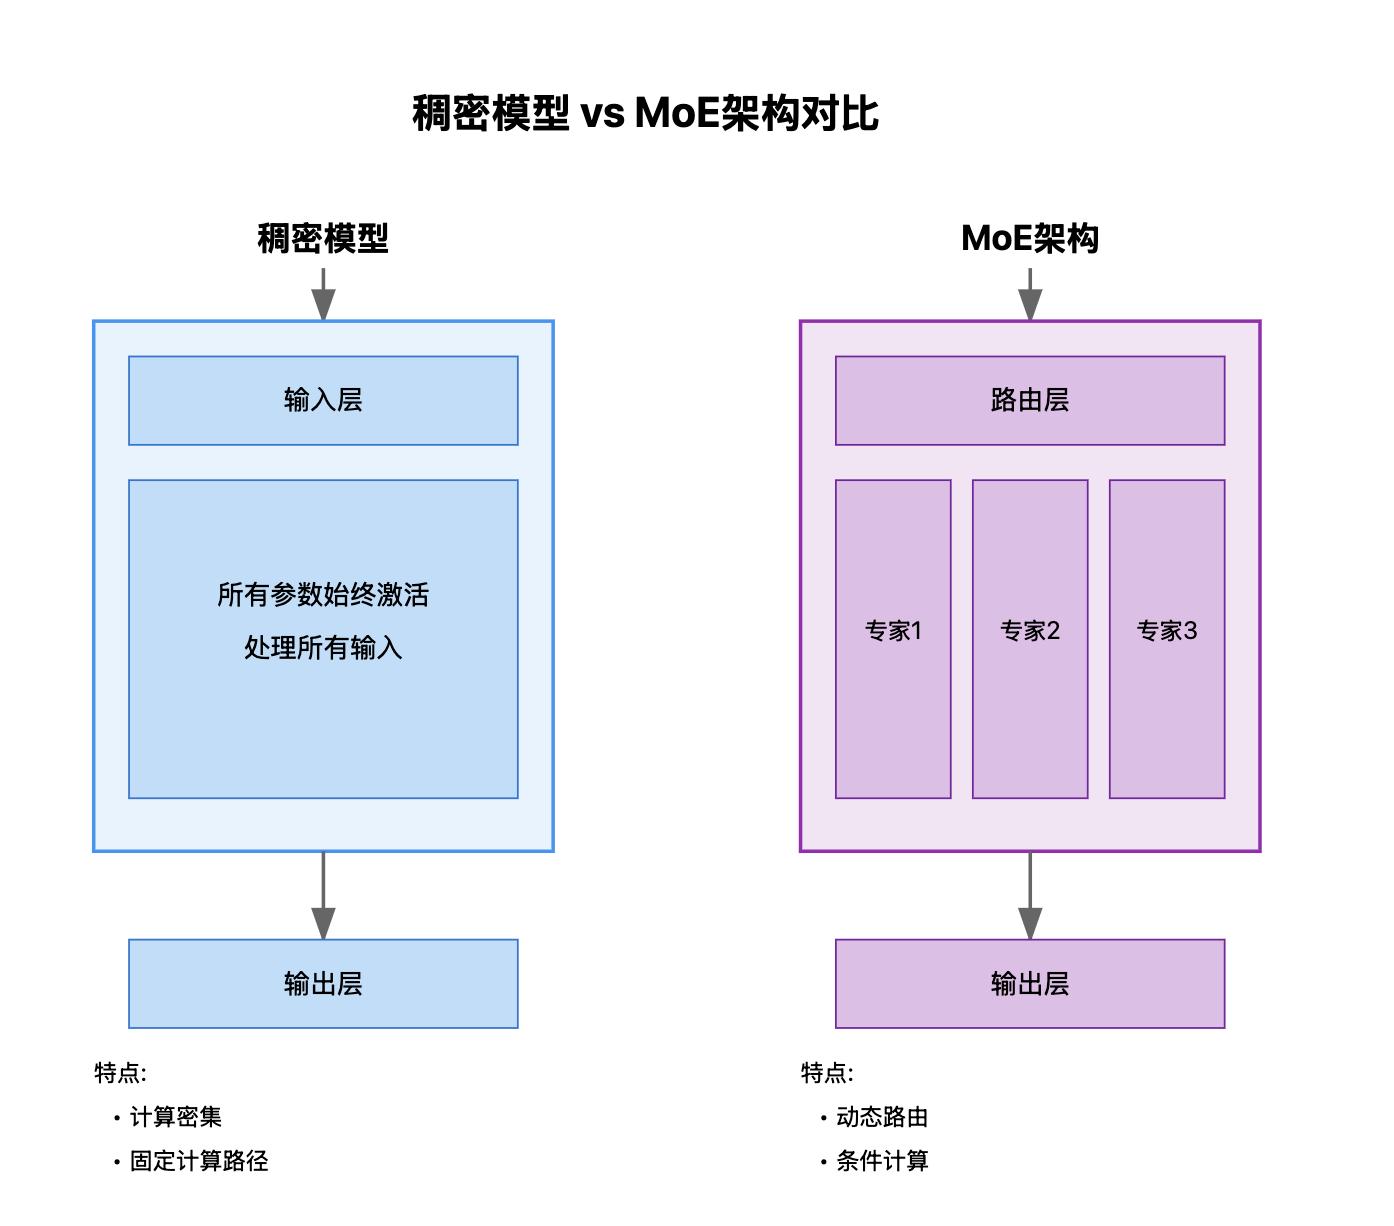 稠密模型 vs MoE架构对比
稠密模型
输入层
所有参数始终激活
处理所有输入
输出层
特点:
• 计算密集
• 固定计算路径
MoE架构
路由层
专家1
专家2
专家3
输出层
特点:
• 动态路由
• 条件计算